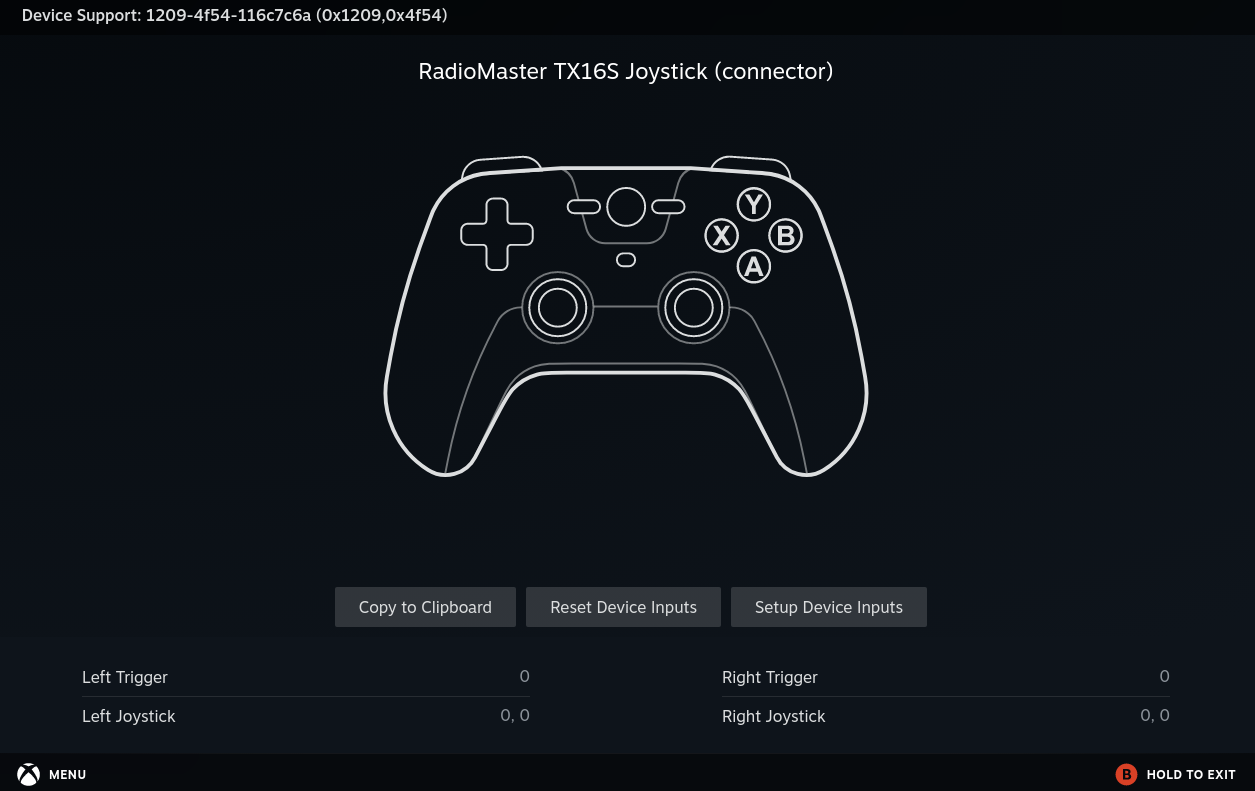 Device Support: 1209-4f54-116c7c6a (0x1209,0x4f54)
RadioMaster TX16S Joystick (connector)
Y
X B
A
Copy to Clipboard Reset Device Inputs Setup Device Inputs
Left Trigger 0 Right Trigger 0
Left Joystick 0, 0 Right Joystick 0, 0
MENU B HOLD TO EXIT